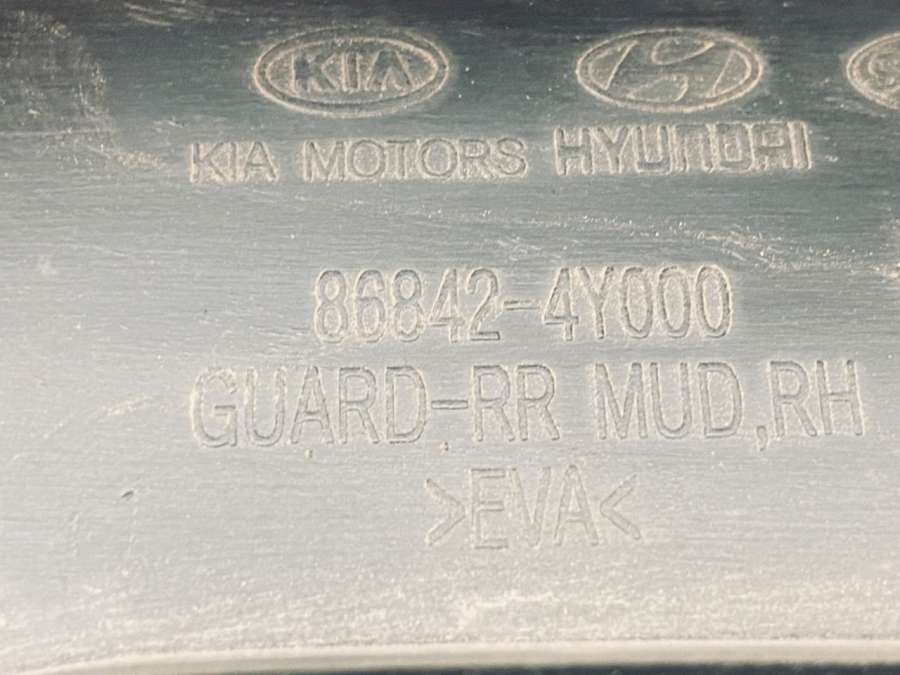 KIA
KIA MOTORS HYUNDAI
86842-4Y000
GUARD-RR MUD,RH
>EVA<